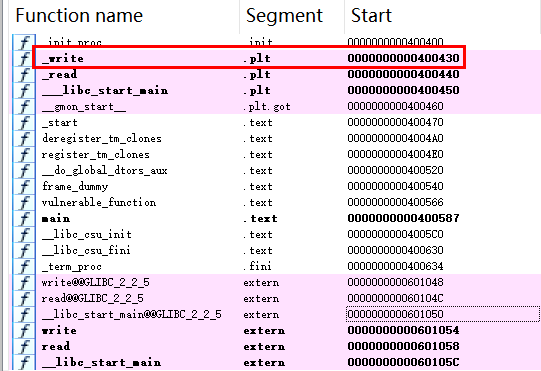 Function name Segment Start
_init_proc .init 0000000000400400
_write .plt 0000000000400430
_read .plt 0000000000400440
___libc_start_main .plt 0000000000400450
__gmon_start__ .plt.got 0000000000400460
_start .text 0000000000400470
deregister_tm_clones .text 00000000004004A0
register_tm_clones .text 00000000004004E0
__do_global_dtors_aux .text 0000000000400520
frame_dummy .text 0000000000400540
vulnerable_function .text 0000000000400566
main .text 0000000000400587
__libc_csu_init .text 00000000004005C0
__libc_csu_fini .text 0000000000400630
_term_proc .fini 0000000000400634
write@@GLIBC_2_2_5 extern 0000000000601048
read@@GLIBC_2_2_5 extern 000000000060104C
__libc_start_main@@GLIBC_2_2_5 extern 0000000000601050
write extern 0000000000601054
read extern 0000000000601058
__libc_start_main extern 000000000060105C